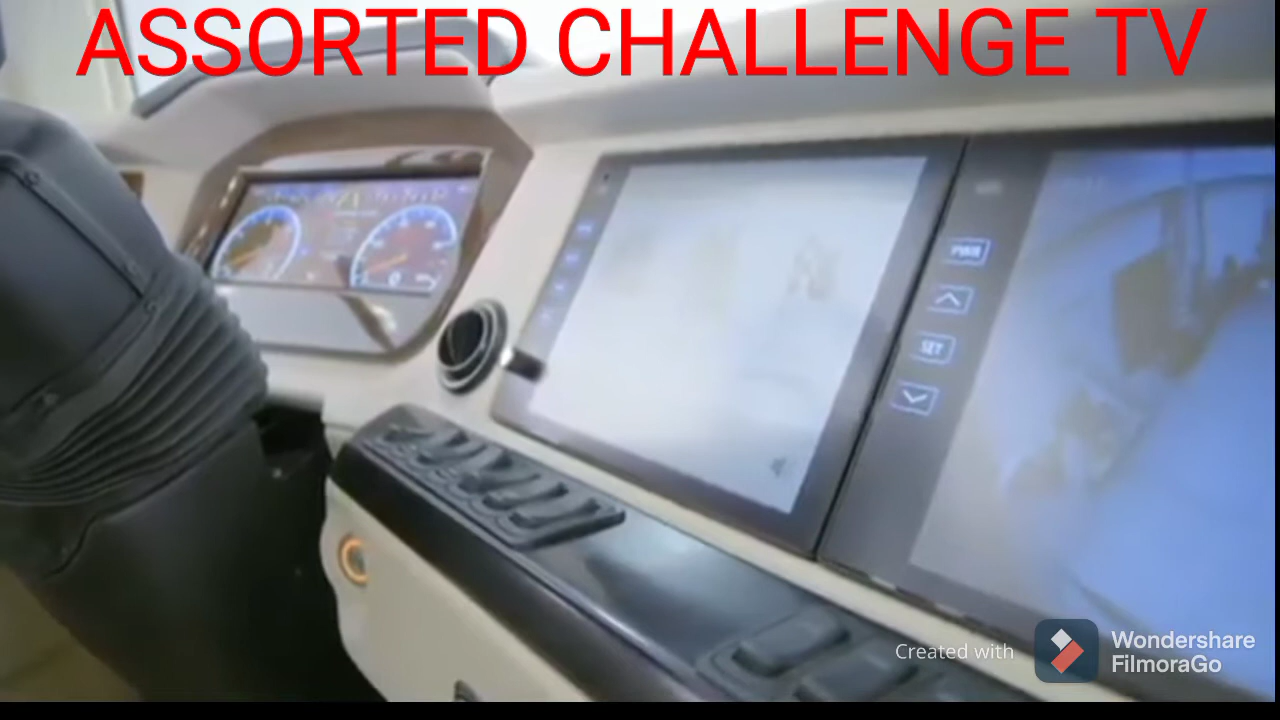 ASSORTED CHALLENGE TV
PWR
SET
Created with
Wondershare
FilmoraGo